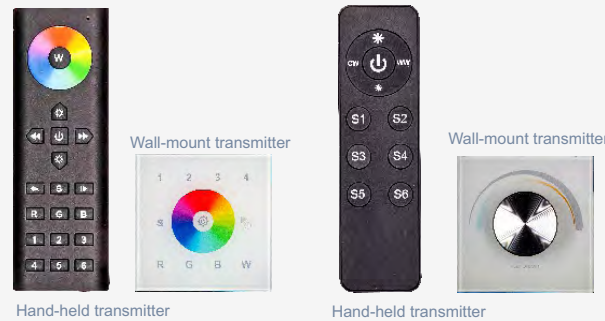 W
S
R G B
1 2 3
4 5 6
Hand-held transmitter
Wall-mount transmitter
1 2 3 4
S
R G B W
CW WW
S1 S2
S3 S4
S5 S6
Hand-held transmitter
Wall-mount transmitter